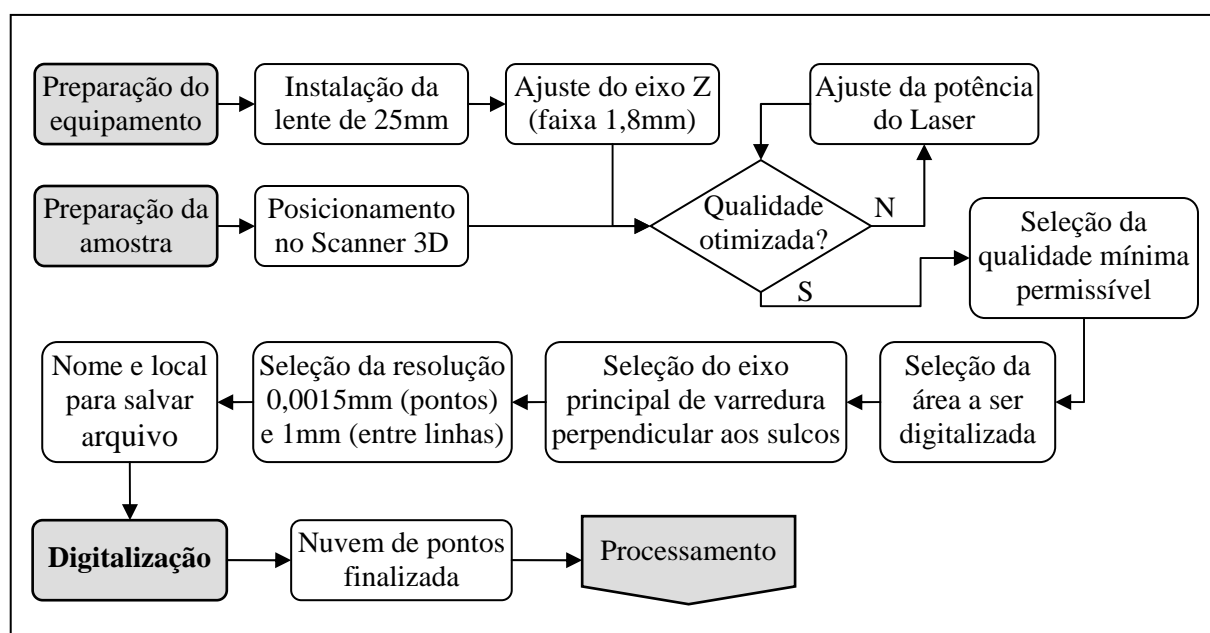 Preparação do
equipamento
Instalação da
lente de 25mm
Ajuste do eixo Z
(faixa 1,8mm)
Ajuste da potência
do Laser
Preparação da
amostra
Posicionamento
no Scanner 3D
Qualidade
otimizada?
N
S
Seleção da
qualidade mínima
permissível
Seleção da
área a ser
digitalizada
Seleção do eixo
principal de varredura
perpendicular aos sulcos
Seleção da resolução
0,0015mm (pontos)
e 1mm (entre linhas)
Nome e local
para salvar
arquivo
Digitalização
Nuvem de pontos
finalizada
Processamento